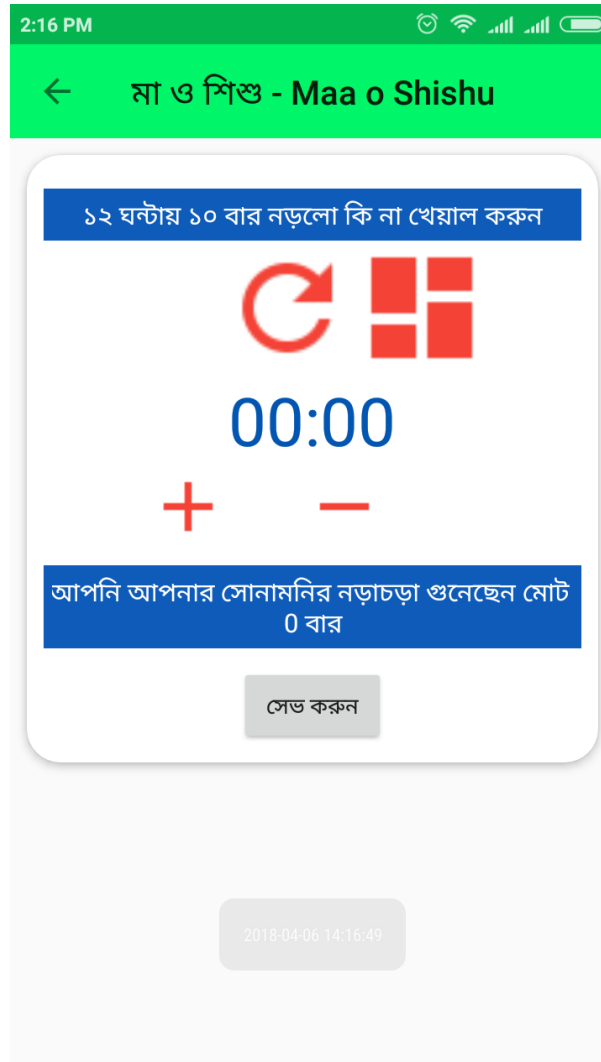 2:16 PM
মা ও শিশু - Maa o Shishu
১২ ঘন্টায় ১০ বার নড়লো কি না খেয়াল করুন
00:00
আপনি আপনার সোনামনির নড়াচড়া গুনেছেন মোট
0 বার
সেভ করুন
2018-04-06 14:16:49